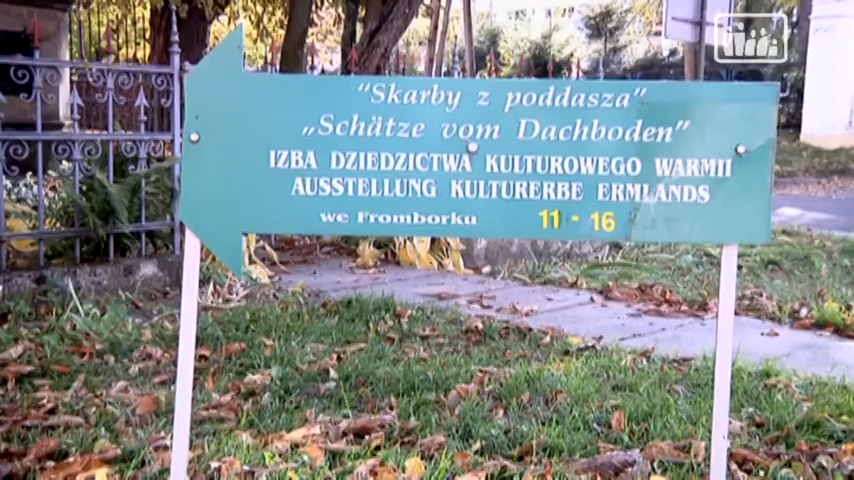 "Skarby z poddasza"
„Schätze vom Dachboden”
IZBA DZIEDZICTWA KULTUROWEGO WARMII
AUSSTELLUNG KULTURERBE ERMLANDS
we Fromborku 11 - 16